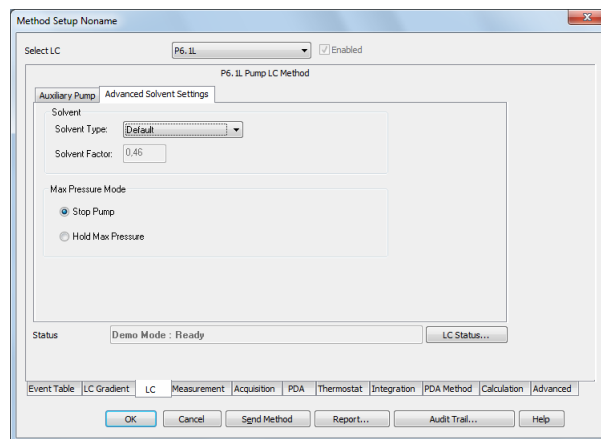 Method Setup Noname
Select LC P6.1L Enabled
P6.1L Pump LC Method
Auxiliary Pump Advanced Solvent Settings
Solvent
Solvent Type: Default
Solvent Factor: 0,46
Max Pressure Mode
Stop Pump
Hold Max Pressure
Status Demo Mode : Ready LC Status...
Event Table LC Gradient LC Measurement Acquisition PDA Thermostat Integration PDA Method Calculation Advanced
OK Cancel Send Method Report... Audit Trail... Help